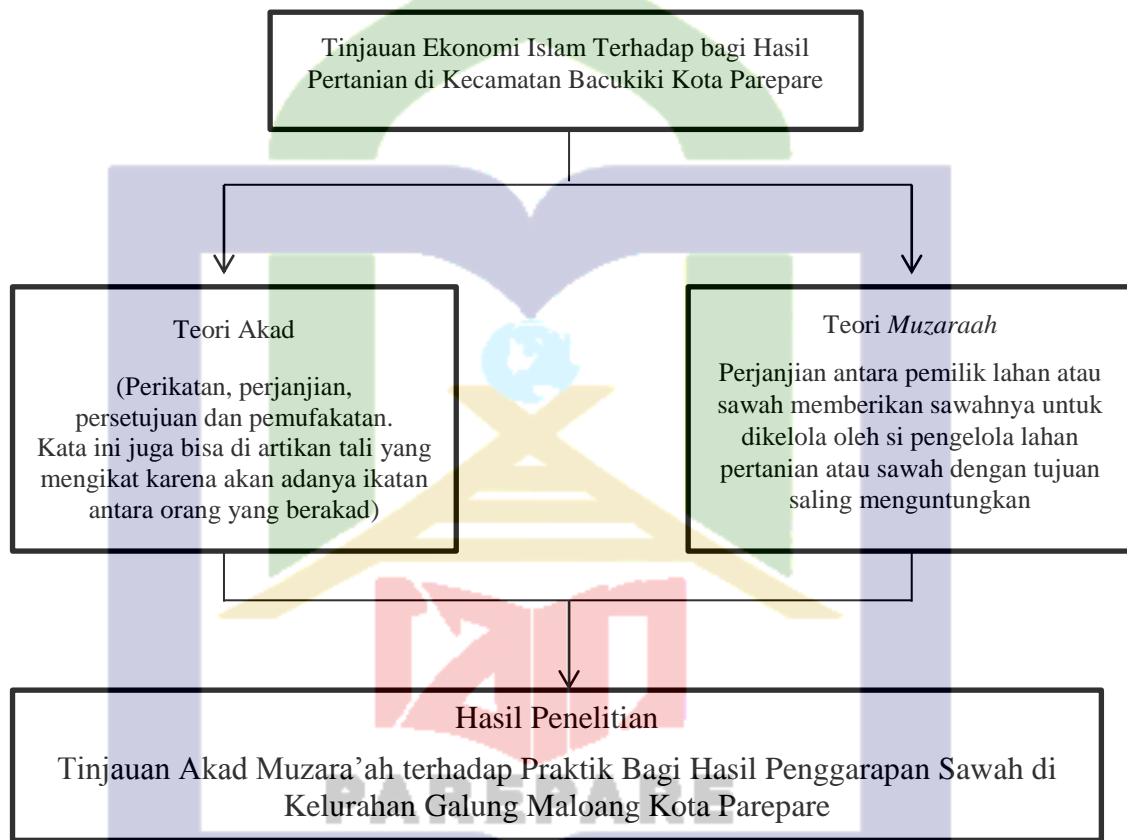 Tinjauan Ekonomi Islam Terhadap bagi Hasil
Pertanian di Kecamatan Bacukiki Kota Parepare
Teori Akad
(Perikatan, perjanjian,
persetujuan dan pemufakatan.
Kata ini juga bisa di artikan tali yang
mengikat karena akan adanya ikatan
antara orang yang berakad)
Teori Muzaraah
Perjanjian antara pemilik lahan atau
sawah memberikan sawahnya untuk
dikelola oleh si pengelola lahan
pertanian atau sawah dengan tujuan
saling menguntungkan
Hasil Penelitian
Tinjauan Akad Muzara’ah terhadap Praktik Bagi Hasil Penggarapan Sawah di
Kelurahan Galung Maloang Kota Parepare
PAREPARE